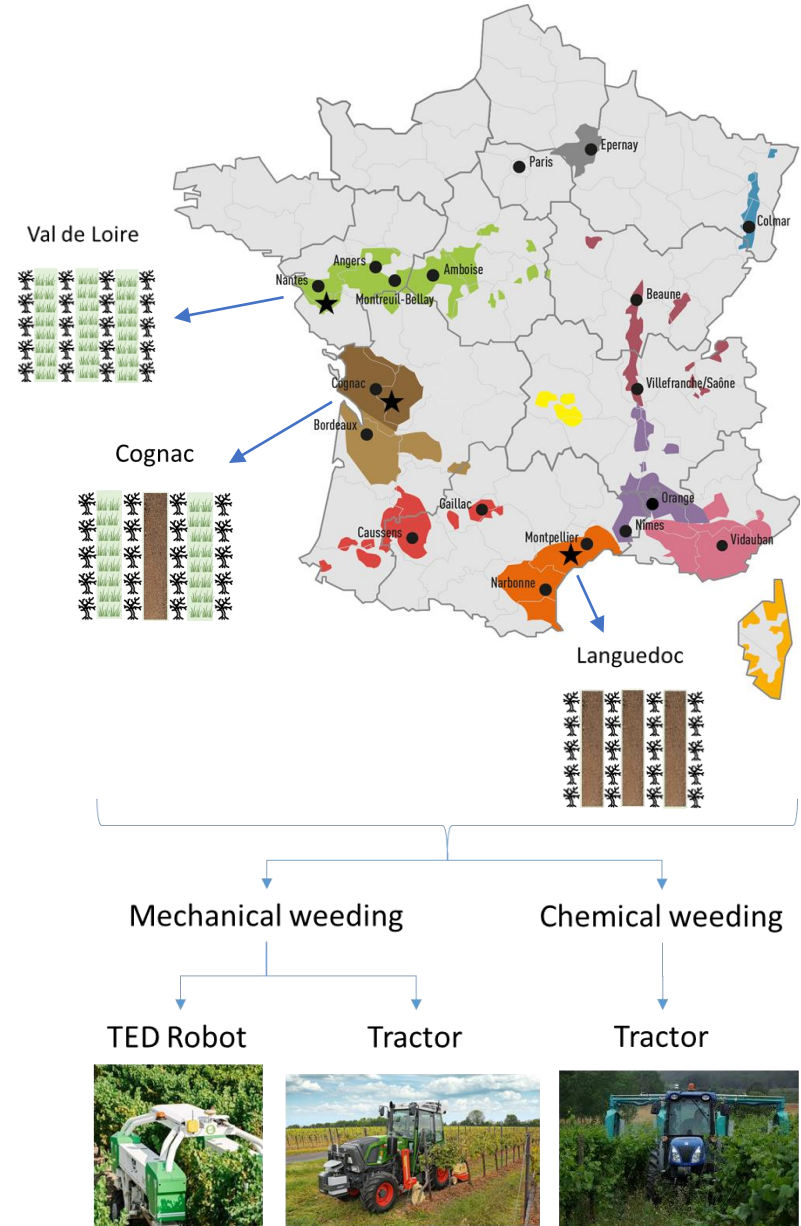 Epernay
Paris
Colmar
Val de Loire
Angers
Amboise
Nantes
Montreuil-Bellay
Beaune
Cognac
Villefranche/Saône
Bordeaux
Cognac
Gaillac
Orange
Caussens
Montpellier
Nîmes
Vidauban
Narbonne
Languedoc
Mechanical weeding
Chemical weeding
TED Robot
Tractor
Tractor